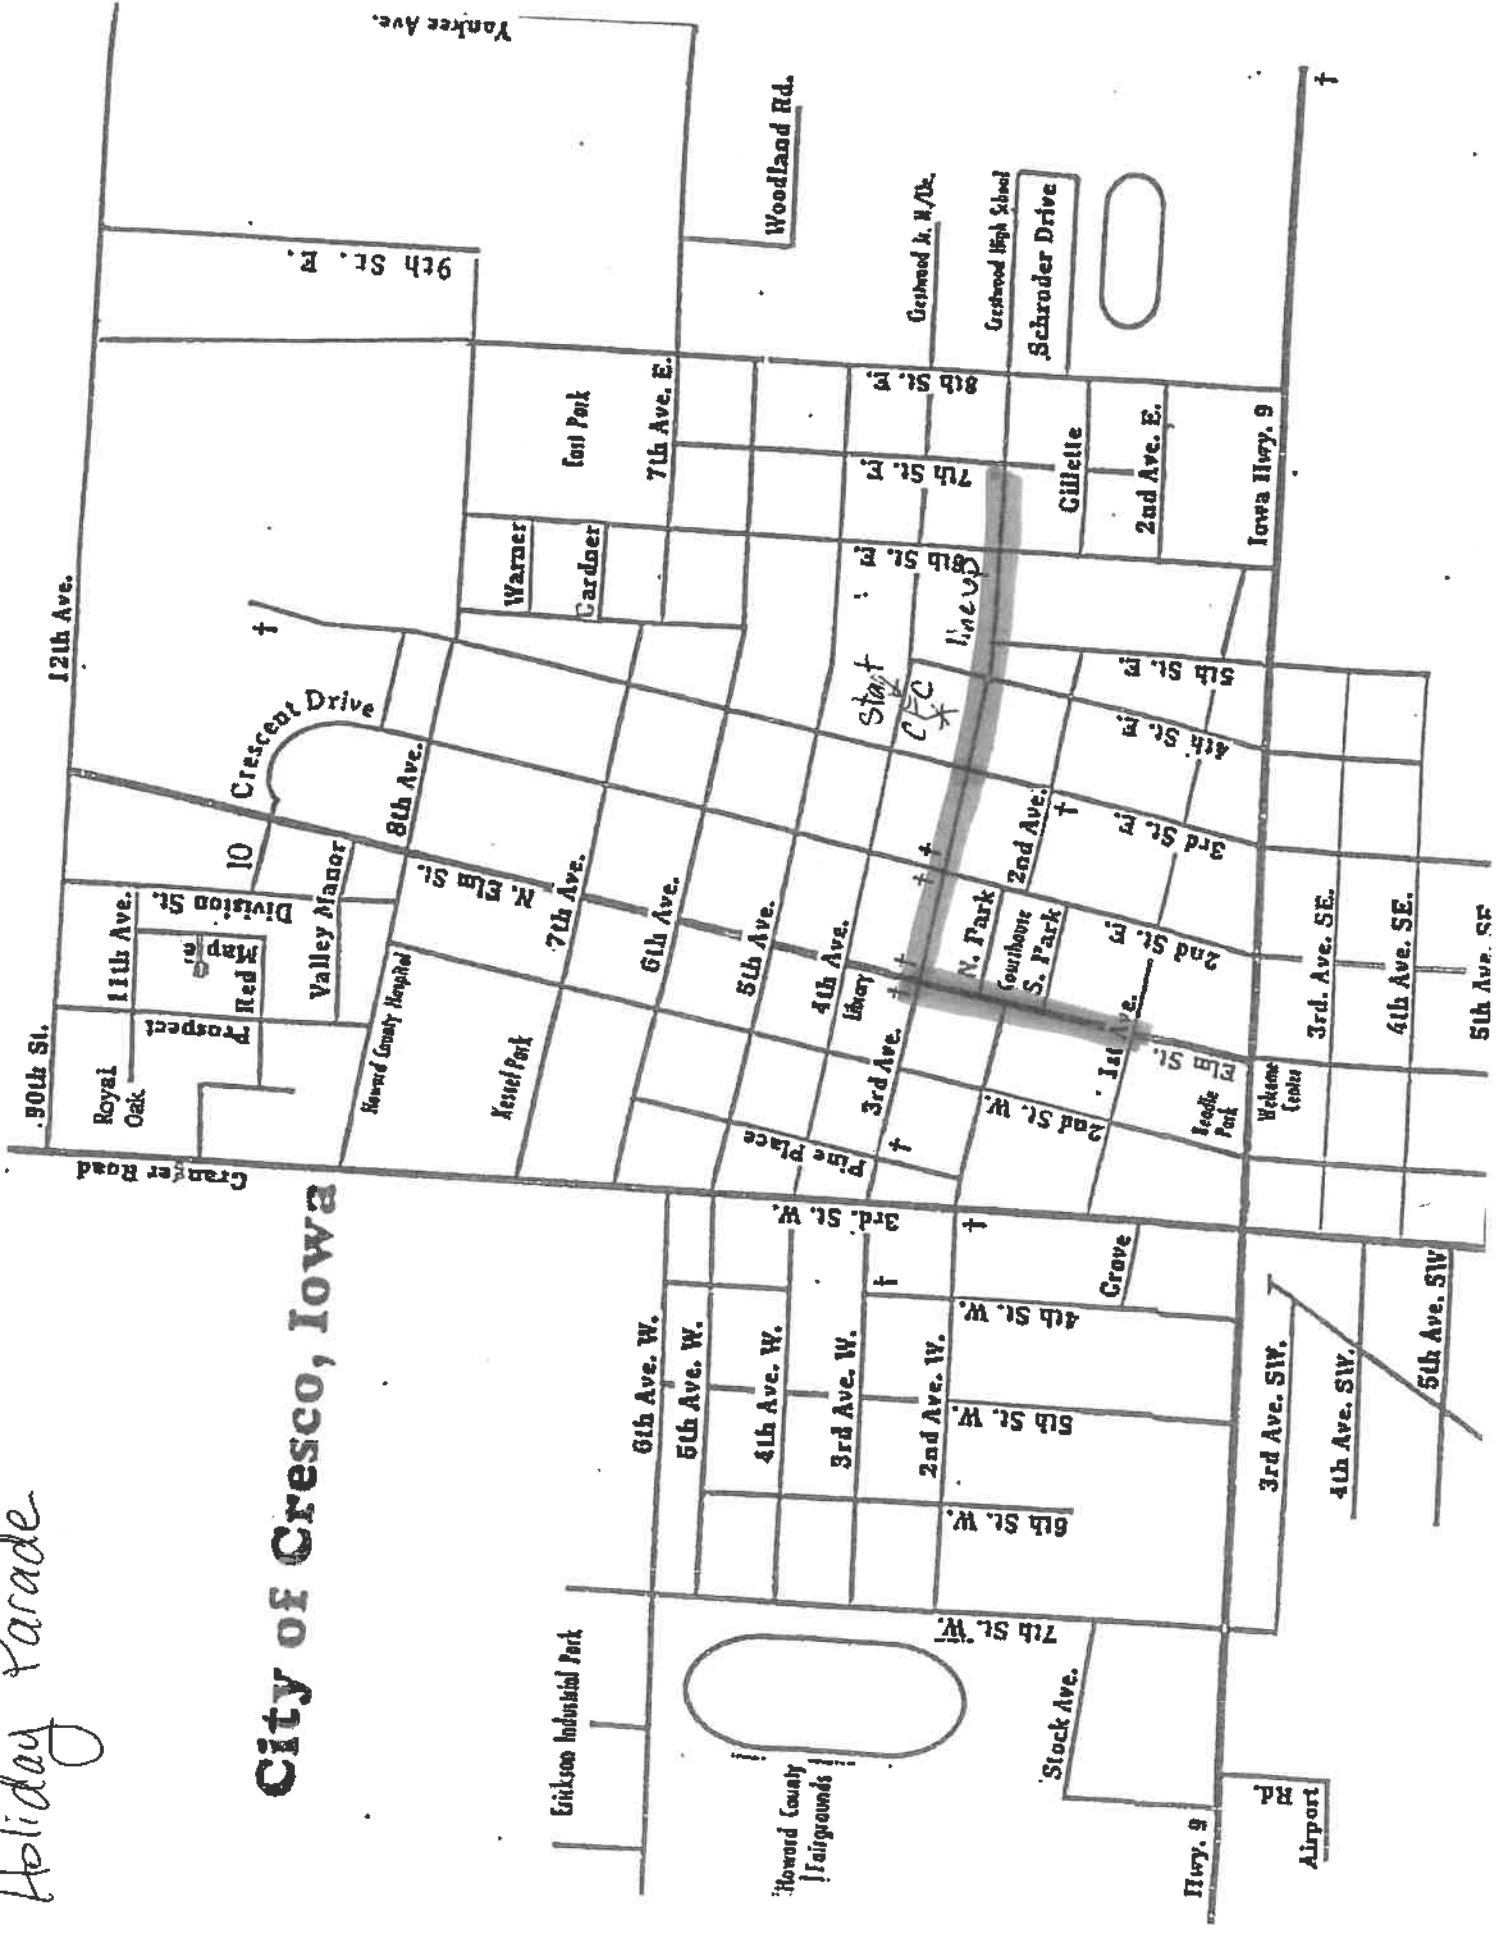 Holiday Parade
City of Cresco, Iowa
Granger Road
90th St.
12th Ave.
Yankee Ave.
9th St. E.
Royal
Oak
Prospect
11th Ave.
Red
Maple
Division St.
10
Valley Manor
Crescent Drive
8th Ave.
N. Elm St.
Howard County Hospital
Kessel Park
7th Ave.
Warner
Gardner
East Park
7th Ave. E.
Woodland Rd.
6th Ave.
5th Ave.
4th Ave.
Library
3rd Ave.
Pine Place
Start
CFC
lineup
6th St. E.
7th St. E.
8th St. E.
Crestwood High School
Schroder Drive
Gillette
2nd Ave. E.
Iowa Hwy. 9
N. Park
Courthouse
S. Park
2nd Ave.
1st Ave.
Elm St.
2nd St. W.
2nd St. E.
3rd St. E.
4th St. E.
5th St. E.
Beadle
Park
Welcome
Center
3rd. Ave. SE.
4th Ave. SE.
5th Ave. SE
Erickson Industrial Park
6th Ave. W.
5th Ave. W.
4th Ave. W.
3rd Ave. W.
2nd Ave. W.
3rd. St. W.
4th St. W.
5th St. W.
6th St. W.
7th St. W.
Grove
Howard County
Fairgrounds
Stock Ave.
Hwy. 9
Airport
Rd.
3rd Ave. SW.
4th Ave. SW.
5th Ave. SW